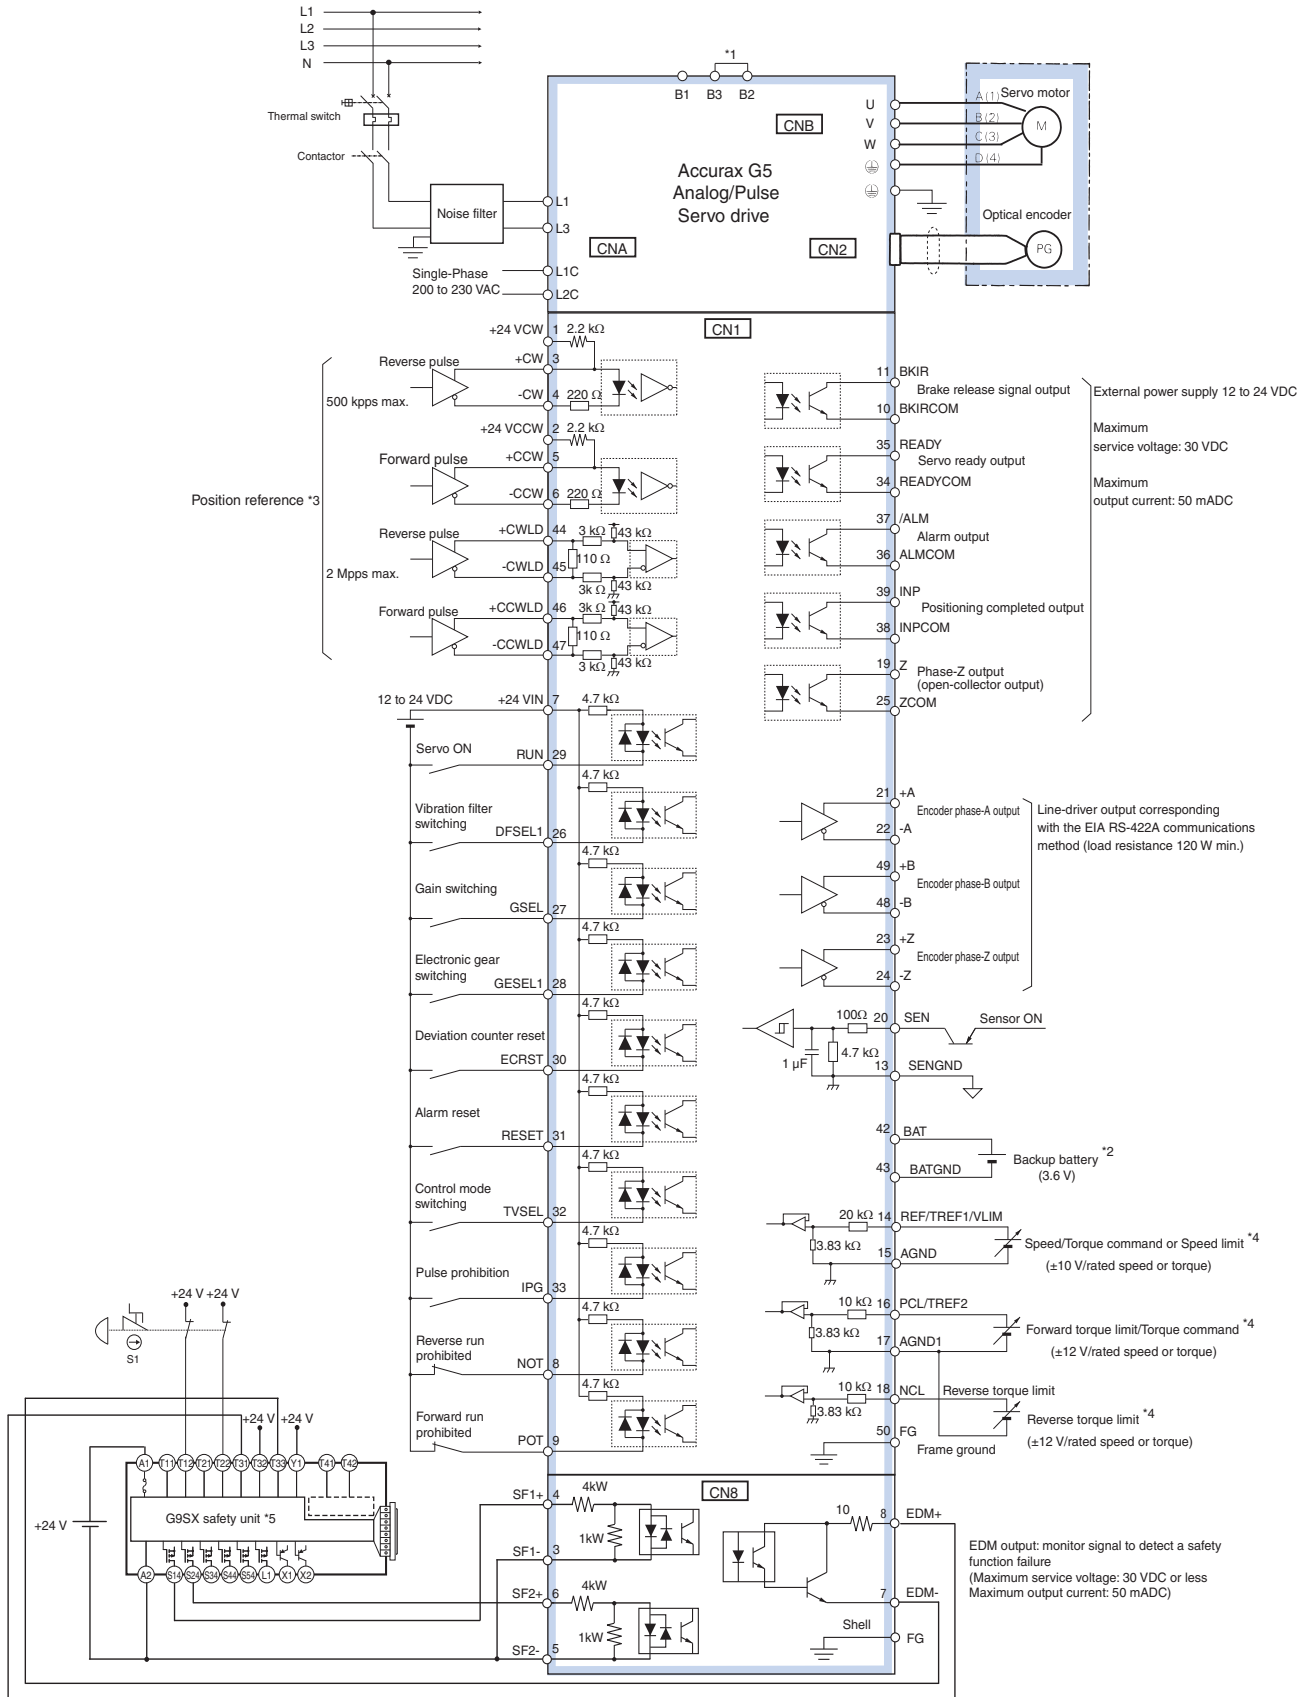 L1
L2
L3
N
Thermal switch
Contactor
Noise filter
L1
L3
Single-Phase
200 to 230 VAC
L1C
L2C
*1
B1 B3 B2
CNB
Accurax G5
Analog/Pulse
Servo drive
CNA
CN2
U
V
W
A (1)
B (2)
C (3)
D (4)
Servo motor
M
Optical encoder
PG
CN1
Position reference *3
500 kpps max.
2 Mpps max.
+24 VCW 1 2.2 kΩ
Reverse pulse
+CW 3
-CW 4 220 Ω
+24 VCCW 2 2.2 kΩ
Forward pulse
+CCW 5
-CCW 6 220 Ω
Reverse pulse
+CWLD 44 3 kΩ 43 kΩ
110 Ω
-CWLD 45 3k Ω 43 kΩ
Forward pulse
+CCWLD 46 3k Ω 43 kΩ
110 Ω
-CCWLD 47 3 kΩ 43 kΩ
12 to 24 VDC
+24 VIN 7 4.7 kΩ
Servo ON
RUN 29
4.7 kΩ
Vibration filter
switching
DFSEL1 26
4.7 kΩ
Gain switching
GSEL 27
4.7 kΩ
Electronic gear
switching
GESEL1 28
4.7 kΩ
Deviation counter reset
ECRST 30
4.7 kΩ
Alarm reset
RESET 31
4.7 kΩ
Control mode
switching
TVSEL 32
4.7 kΩ
Pulse prohibition
IPG 33
4.7 kΩ
Reverse run
prohibited
NOT 8
4.7 kΩ
Forward run
prohibited
POT 9
11 BKIR
Brake release signal output
10 BKIRCOM
35 READY
Servo ready output
34 READYCOM
37 /ALM
Alarm output
36 ALMCOM
39 INP
Positioning completed output
38 INPCOM
19 Z
Phase-Z output
(open-collector output)
25 ZCOM
External power supply 12 to 24 VDC
Maximum
service voltage: 30 VDC
Maximum
output current: 50 mADC
21 +A
Encoder phase-A output
22 -A
49 +B
Encoder phase-B output
48 -B
23 +Z
Encoder phase-Z output
24 -Z
Line-driver output corresponding
with the EIA RS-422A communications
method (load resistance 120 W min.)
100Ω 20 SEN Sensor ON
1 µF 4.7 kΩ
13 SENGND
42 BAT
43 BATGND
Backup battery *2
(3.6 V)
20 kΩ 14 REF/TREF1/VLIM
3.83 kΩ
15 AGND
Speed/Torque command or Speed limit *4
(±10 V/rated speed or torque)
10 kΩ 16 PCL/TREF2
3.83 kΩ
17 AGND1
Forward torque limit/Torque command *4
(±12 V/rated speed or torque)
10 kΩ 18 NCL Reverse torque limit
3.83 kΩ
Reverse torque limit *4
(±12 V/rated speed or torque)
50 FG
Frame ground
+24 V +24 V
S1
+24 V +24 V
A1 T11 T12 T21 T22 T31 T32 T33 Y1 T41 T42
G9SX safety unit *5
+24 V
A2 S14 S24 S34 S44 S54 L1 X1 X2
CN8
SF1+ 4 4kW
1kW
SF1- 3
SF2+ 6 4kW
1kW
SF2- 5
10 8 EDM+
7 EDM-
Shell
FG
EDM output: monitor signal to detect a safety
function failure
(Maximum service voltage: 30 VDC or less
Maximum output current: 50 mADC)